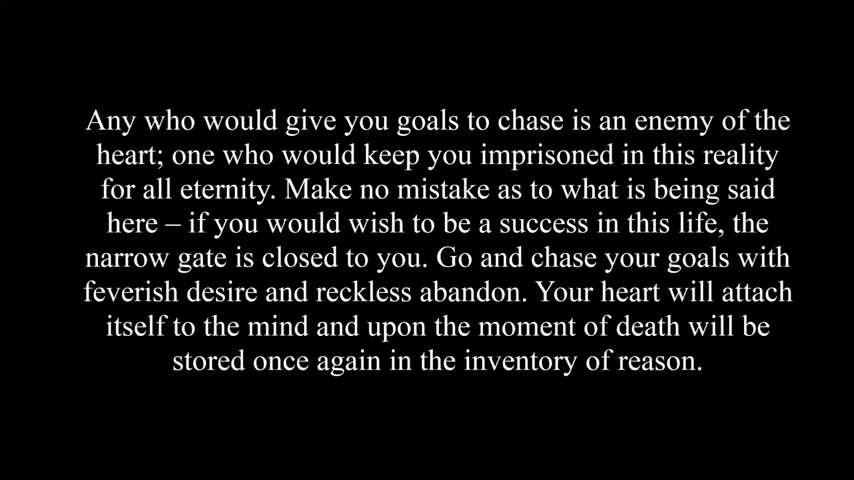 Any who would give you goals to chase is an enemy of the
heart; one who would keep you imprisoned in this reality
for all eternity. Make no mistake as to what is being said
here – if you would wish to be a success in this life, the
narrow gate is closed to you. Go and chase your goals with
feverish desire and reckless abandon. Your heart will attach
itself to the mind and upon the moment of death will be
stored once again in the inventory of reason.